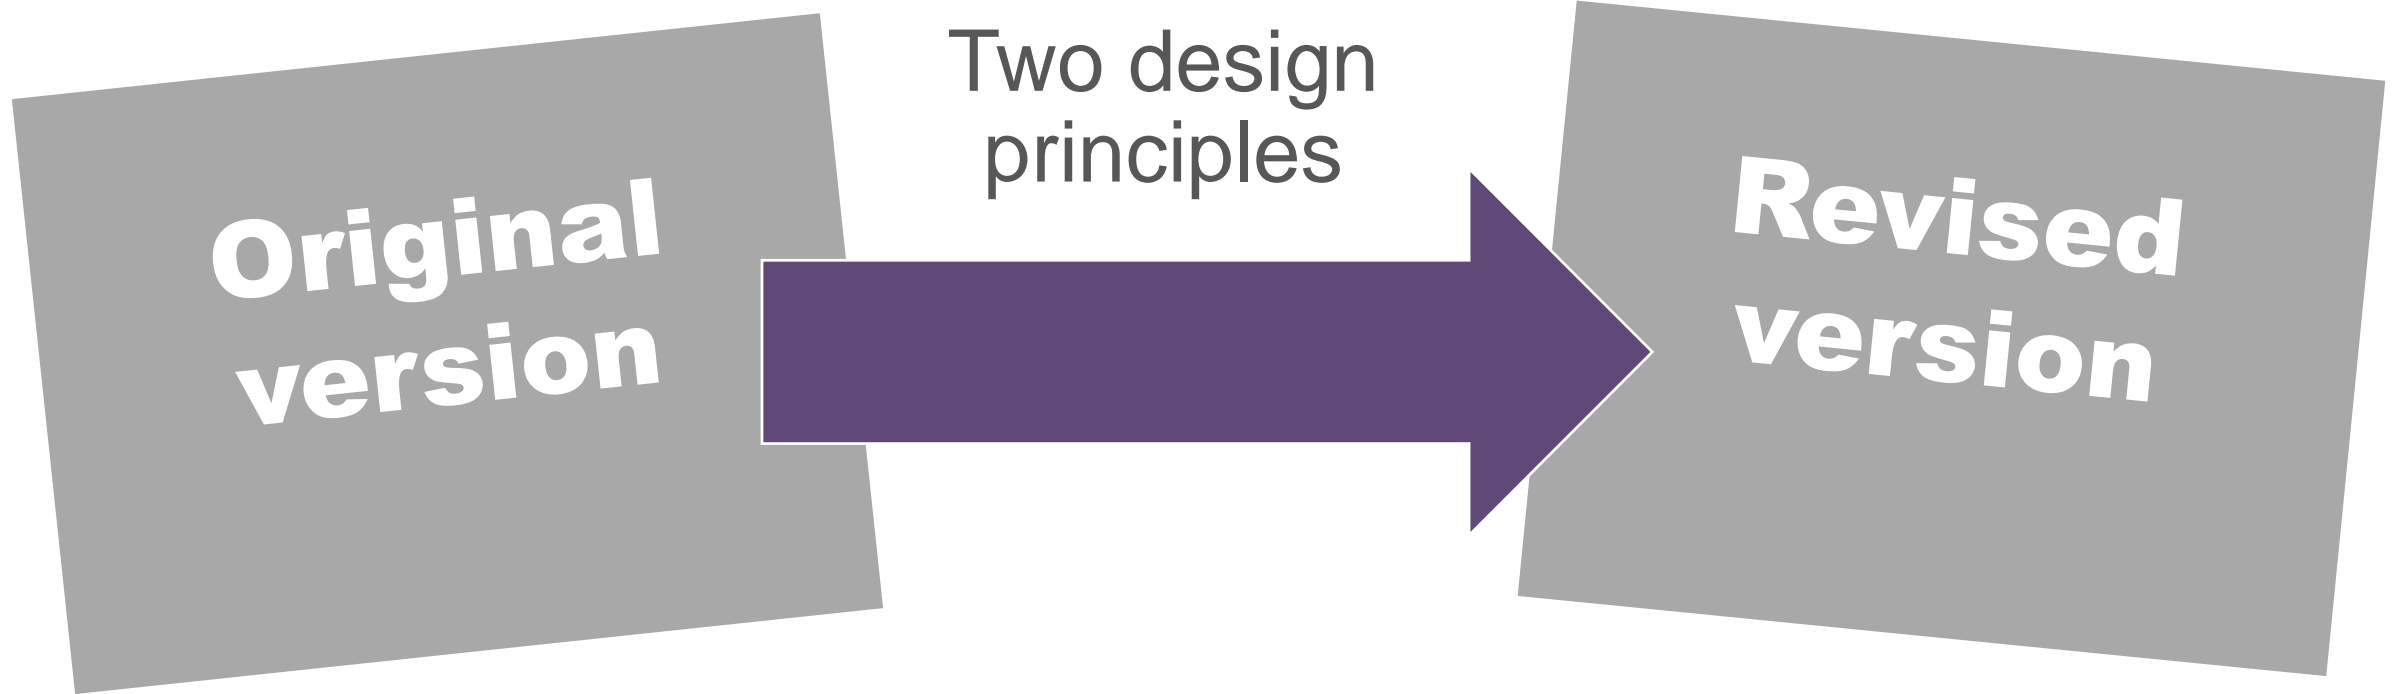 Original
version
Two design
principles
Revised
version